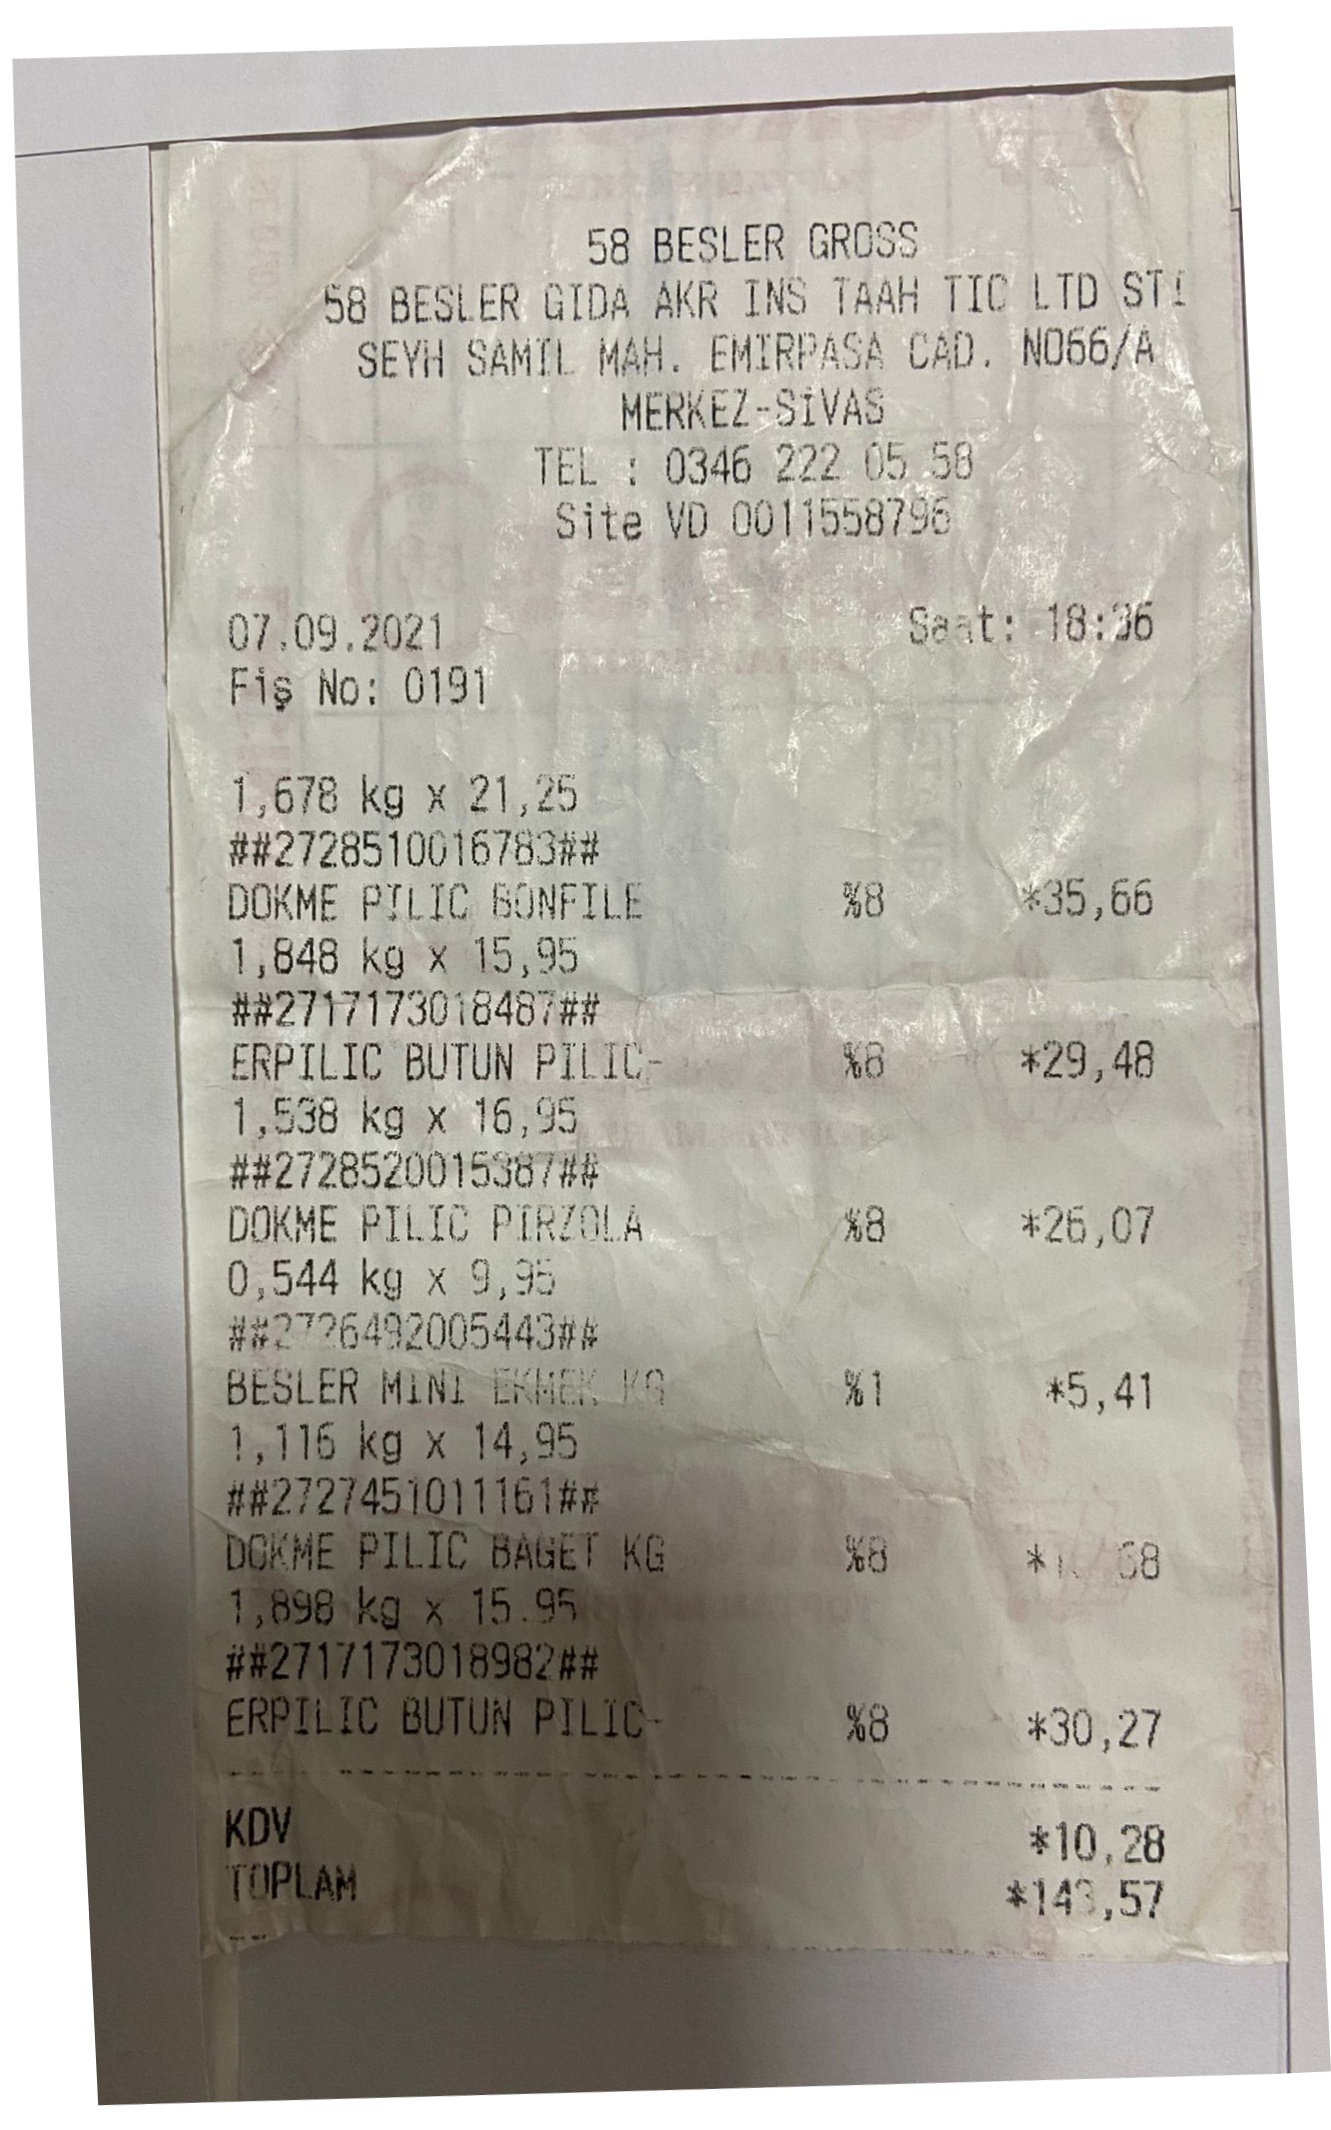 58 BESLER GROSS
58 BESLER GIDA AKR INS TAAH TIC LTD STI
SEYH SAMIL MAH. EMIRPASA CAD. NO66/A
MERKEZ-SİVAS
TEL : 0346 222 05 58
Site VD 0011558796
07.09.2021 Saat: 18:36
Fiş No: 0191
1,678 kg x 21,25
##2728510016783##
DOKME PILIC BONFILE %8 *35,66
1,848 kg x 15,95
##2717173018487##
ERPILIC BUTUN PILIC- %8 *29,48
1,538 kg x 16,95
##2728520015387##
DOKME PILIC PIRZOLA %8 *26,07
0,544 kg x 9,95
##2726492005443##
BESLER MINI EKMEK KG %1 *5,41
1,116 kg x 14,95
##2727451011161##
DOKME PILIC BAGET KG %8
1,898 kg x 15.95
##2717173018982##
ERPILIC BUTUN PILIC- %8 *30,27
KDV *10,28
TOPLAM *143,57